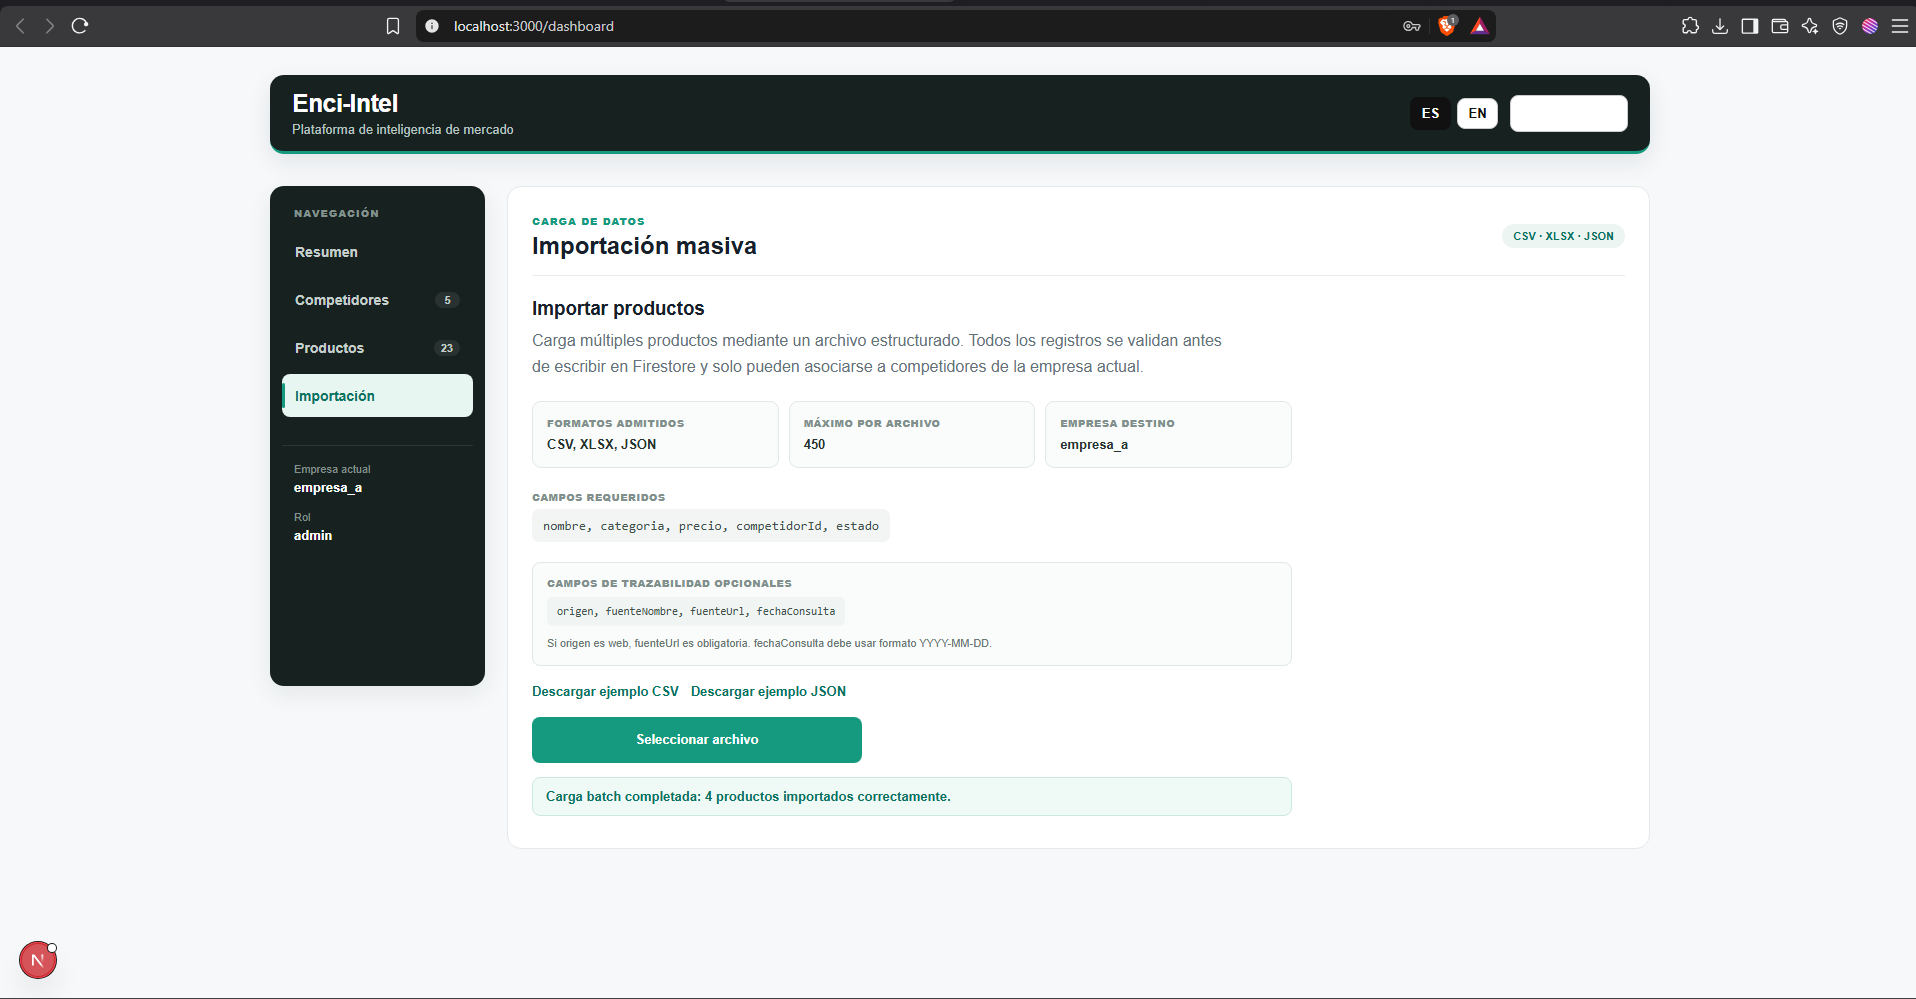 localhost:3000/dashboard
1
Enci-Intel
Plataforma de inteligencia de mercado
ES
EN
NAVEGACIÓN
Resumen
Competidores
5
Productos
23
Importación
Empresa actual
empresa_a
Rol
admin
CARGA DE DATOS
Importación masiva
CSV · XLSX · JSON
Importar productos
Carga múltiples productos mediante un archivo estructurado. Todos los registros se validan antes
de escribir en Firestore y solo pueden asociarse a competidores de la empresa actual.
FORMATOS ADMITIDOS
CSV, XLSX, JSON
MÁXIMO POR ARCHIVO
450
EMPRESA DESTINO
empresa_a
CAMPOS REQUERIDOS
nombre, categoria, precio, competidorId, estado
CAMPOS DE TRAZABILIDAD OPCIONALES
origen, fuenteNombre, fuenteUrl, fechaConsulta
Si origen es web, fuenteUrl es obligatoria. fechaConsulta debe usar formato YYYY-MM-DD.
Descargar ejemplo CSV
Descargar ejemplo JSON
Seleccionar archivo
Carga batch completada: 4 productos importados correctamente.
N